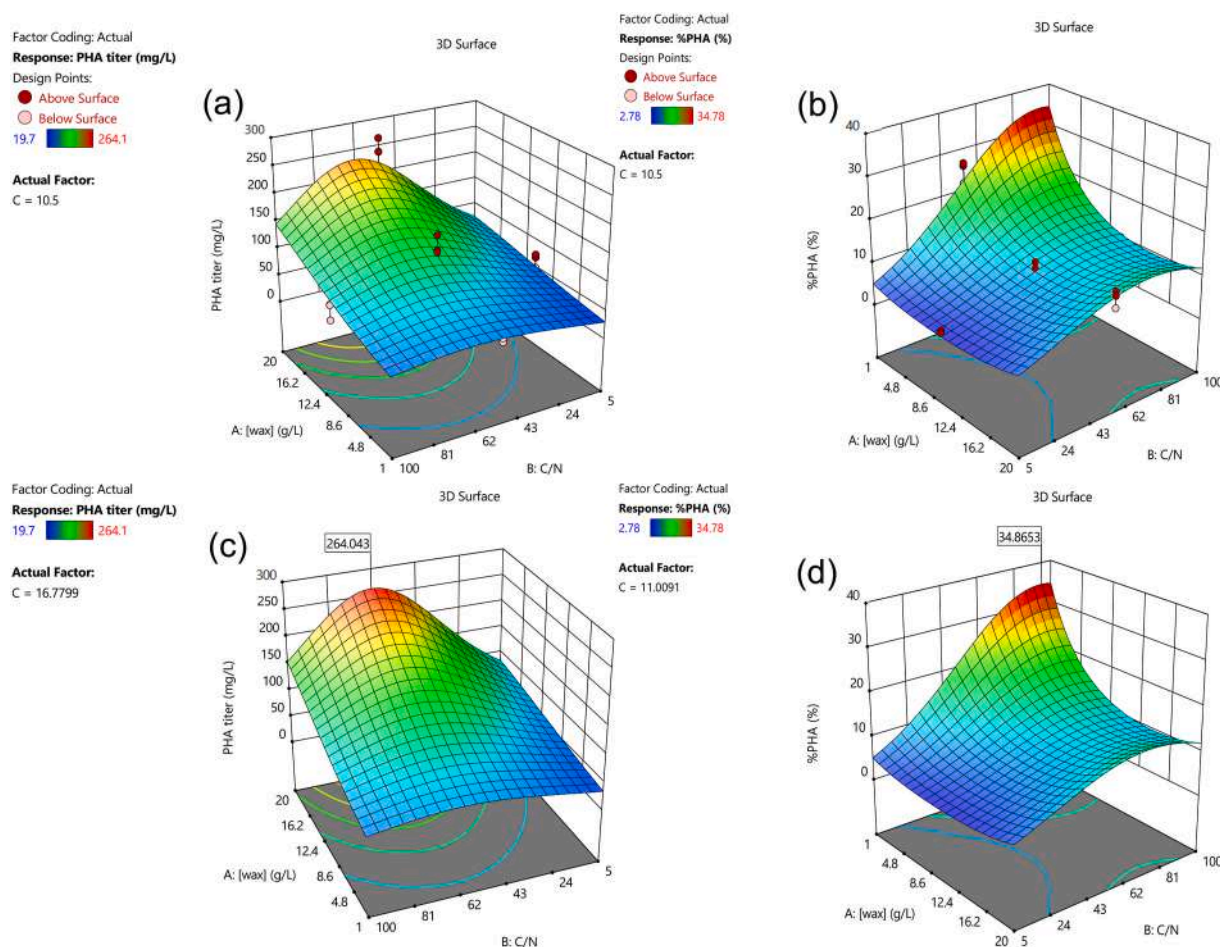 Factor Coding: Actual
Response: PHA titer (mg/L)
Design Points:
Above Surface
Below Surface
19.7 264.1
Actual Factor:
C = 10.5
3D Surface
(a)
300
250
200
150
100
50
0
PHA titer (mg/L)
20
16.2
12.4
8.6
4.8
1
A: [wax] (g/L)
100
81
62
43
24
5
B: C/N
Factor Coding: Actual
Response: %PHA (%)
Design Points:
Above Surface
Below Surface
2.78 34.78
Actual Factor:
C = 10.5
3D Surface
(b)
40
30
20
10
0
%PHA (%)
1
4.8
8.6
12.4
16.2
20
A: [wax] (g/L)
5
24
43
62
81
100
B: C/N
Factor Coding: Actual
Response: PHA titer (mg/L)
19.7 264.1
Actual Factor:
C = 16.7799
3D Surface
(c)
264.043
300
250
200
150
100
50
0
PHA titer (mg/L)
20
16.2
12.4
8.6
4.8
1
A: [wax] (g/L)
100
81
62
43
24
5
B: C/N
Factor Coding: Actual
Response: %PHA (%)
2.78 34.78
Actual Factor:
C = 11.0091
3D Surface
(d)
34.8653
40
30
20
10
0
%PHA (%)
1
4.8
8.6
12.4
16.2
20
A: [wax] (g/L)
5
24
43
62
81
100
B: C/N